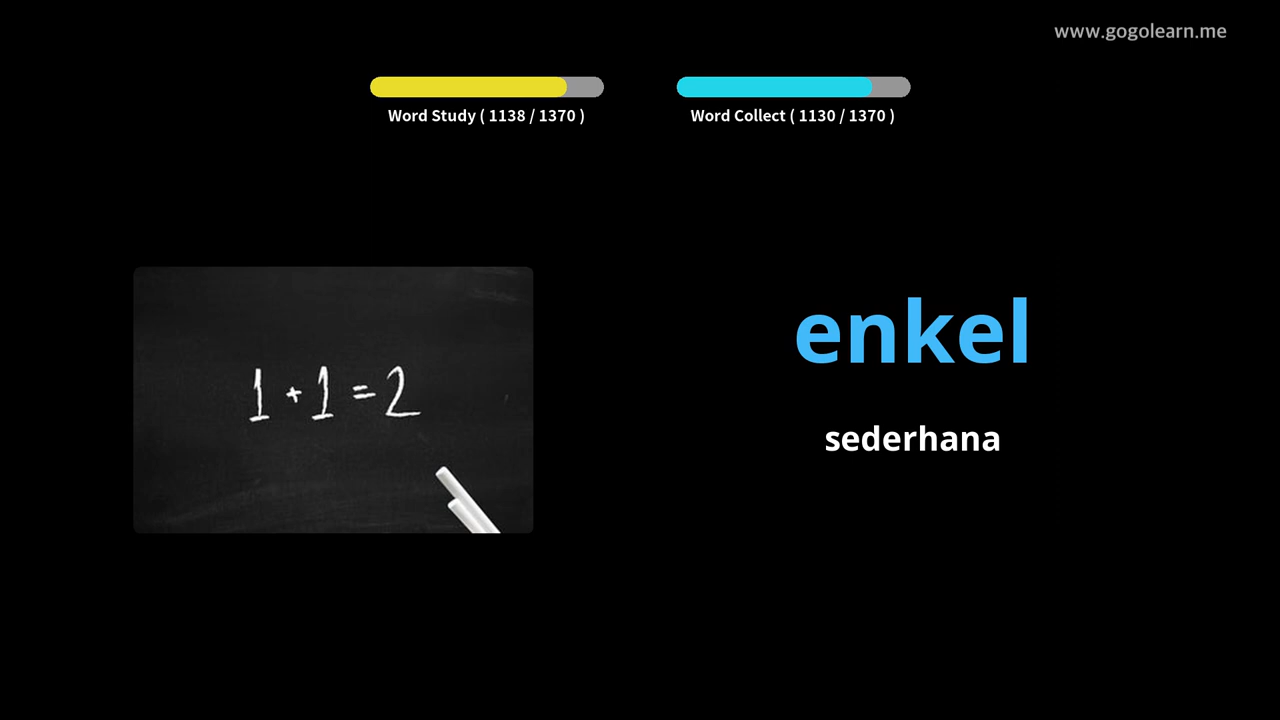 www.gogolearn.me
Word Study ( 1138 / 1370 )
Word Collect ( 1130 / 1370 )
1 + 1 = 2
enkel
sederhana